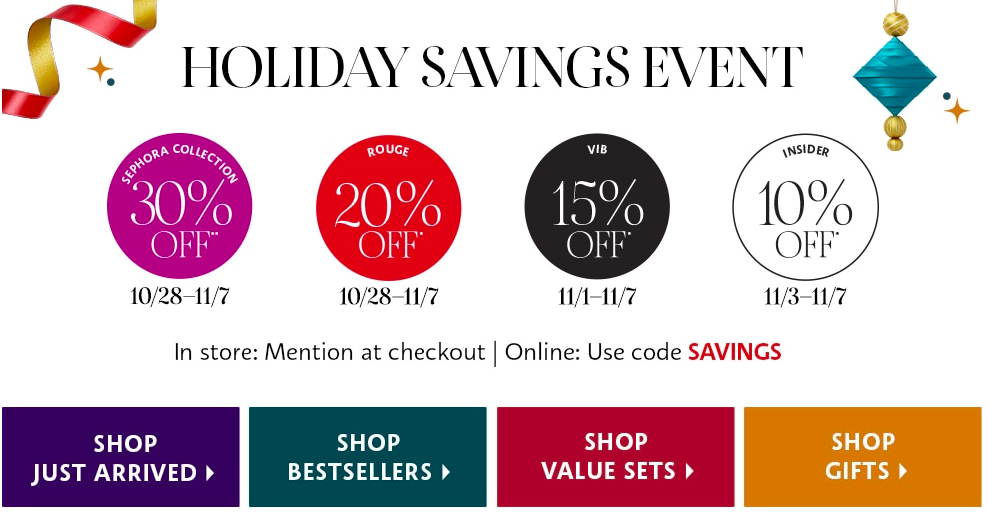 HOLIDAY SAVINGS EVENT
SEPHORA COLLECTION
30%
OFF**
10/28–11/7
ROUGE
20%
OFF*
10/28–11/7
VIB
15%
OFF*
11/1–11/7
INSIDER
10%
OFF*
11/3–11/7
In store: Mention at checkout | Online: Use code SAVINGS
SHOP
JUST ARRIVED
SHOP
BESTSELLERS
SHOP
VALUE SETS
SHOP
GIFTS